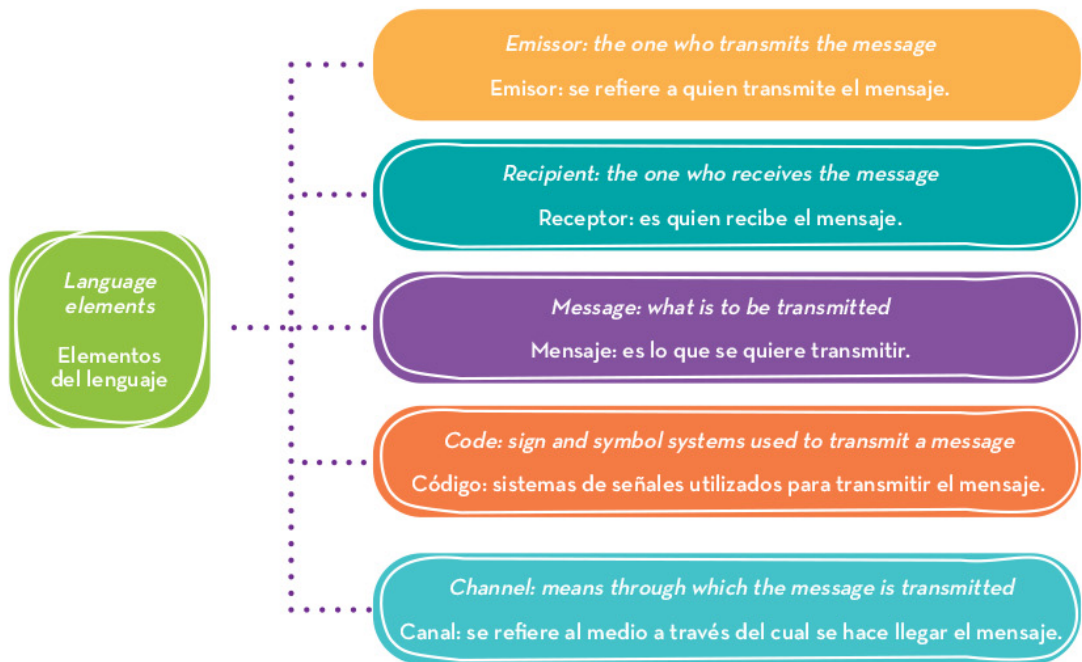 Language
elements
Elementos
del lenguaje
Emissor: the one who transmits the message
Emisor: se refiere a quien transmite el mensaje.
Recipient: the one who receives the message
Receptor: es quien recibe el mensaje.
Message: what is to be transmitted
Mensaje: es lo que se quiere transmitir.
Code: sign and symbol systems used to transmit a message
Código: sistemas de señales utilizados para transmitir el mensaje.
Channel: means through which the message is transmitted
Canal: se refiere al medio a través del cual se hace llegar el mensaje.